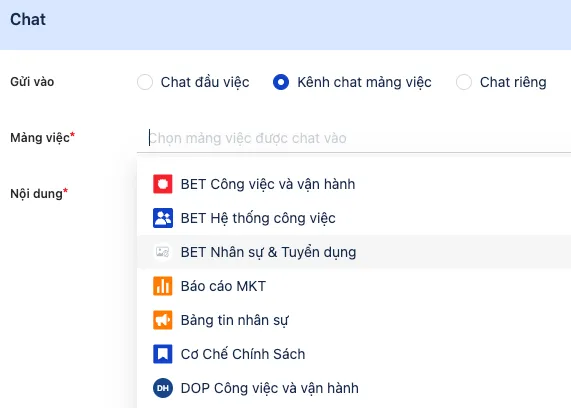 Chat
Gửi vào
Chat đầu việc
Kênh chat mảng việc
Chat riêng
Mảng việc*
Chọn mảng việc được chat vào
Nội dung*
BET Công việc và vận hành
BET Hệ thống công việc
BET Nhân sự & Tuyển dụng
Báo cáo MKT
Bảng tin nhân sự
Cơ Chế Chính Sách
DH DOP Công việc và vận hành